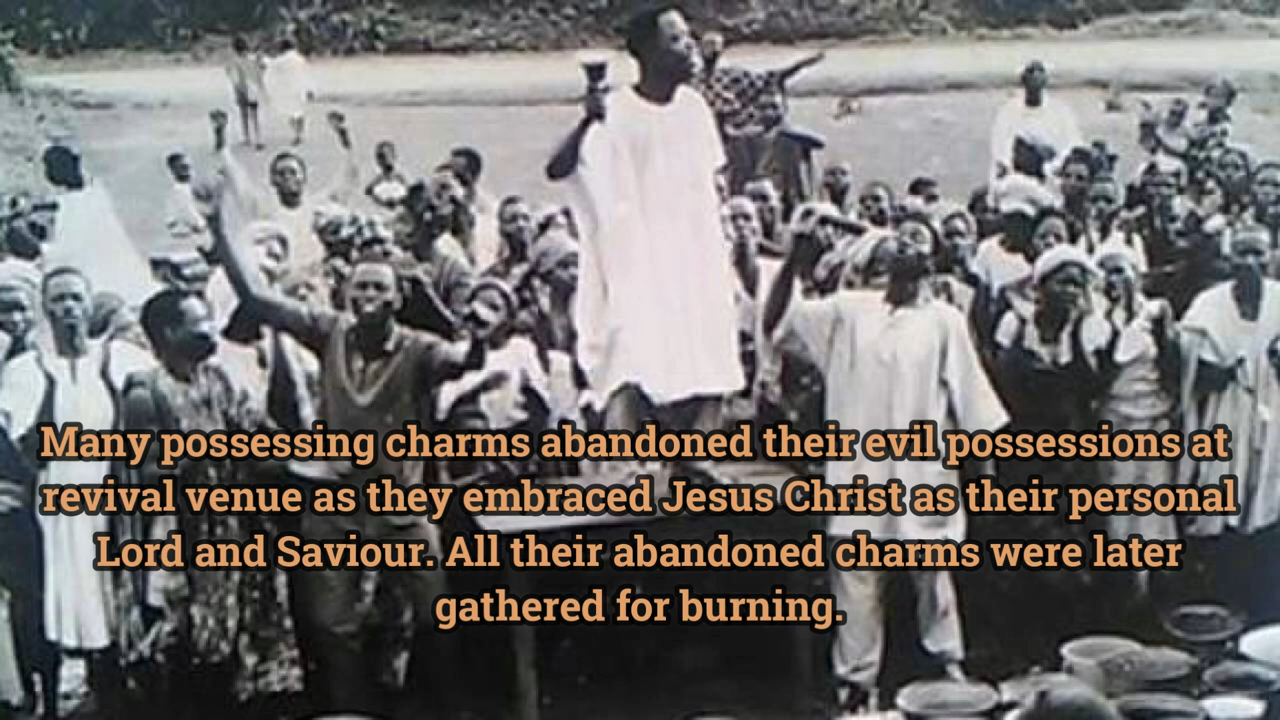 Many possessing charms abandoned their evil possessions at
revival venue as they embraced Jesus Christ as their personal
Lord and Saviour. All their abandoned charms were later
gathered for burning.